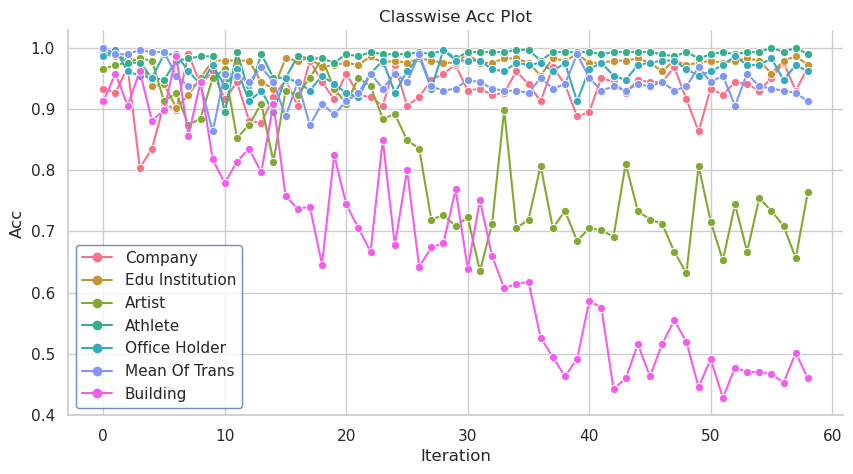 Classwise Acc Plot
1.0
0.9
0.8
0.7
0.6
0.5
0.4
Acc
Company
Edu Institution
Artist
Athlete
Office Holder
Mean Of Trans
Building
0 10 20 30 40 50 60
Iteration